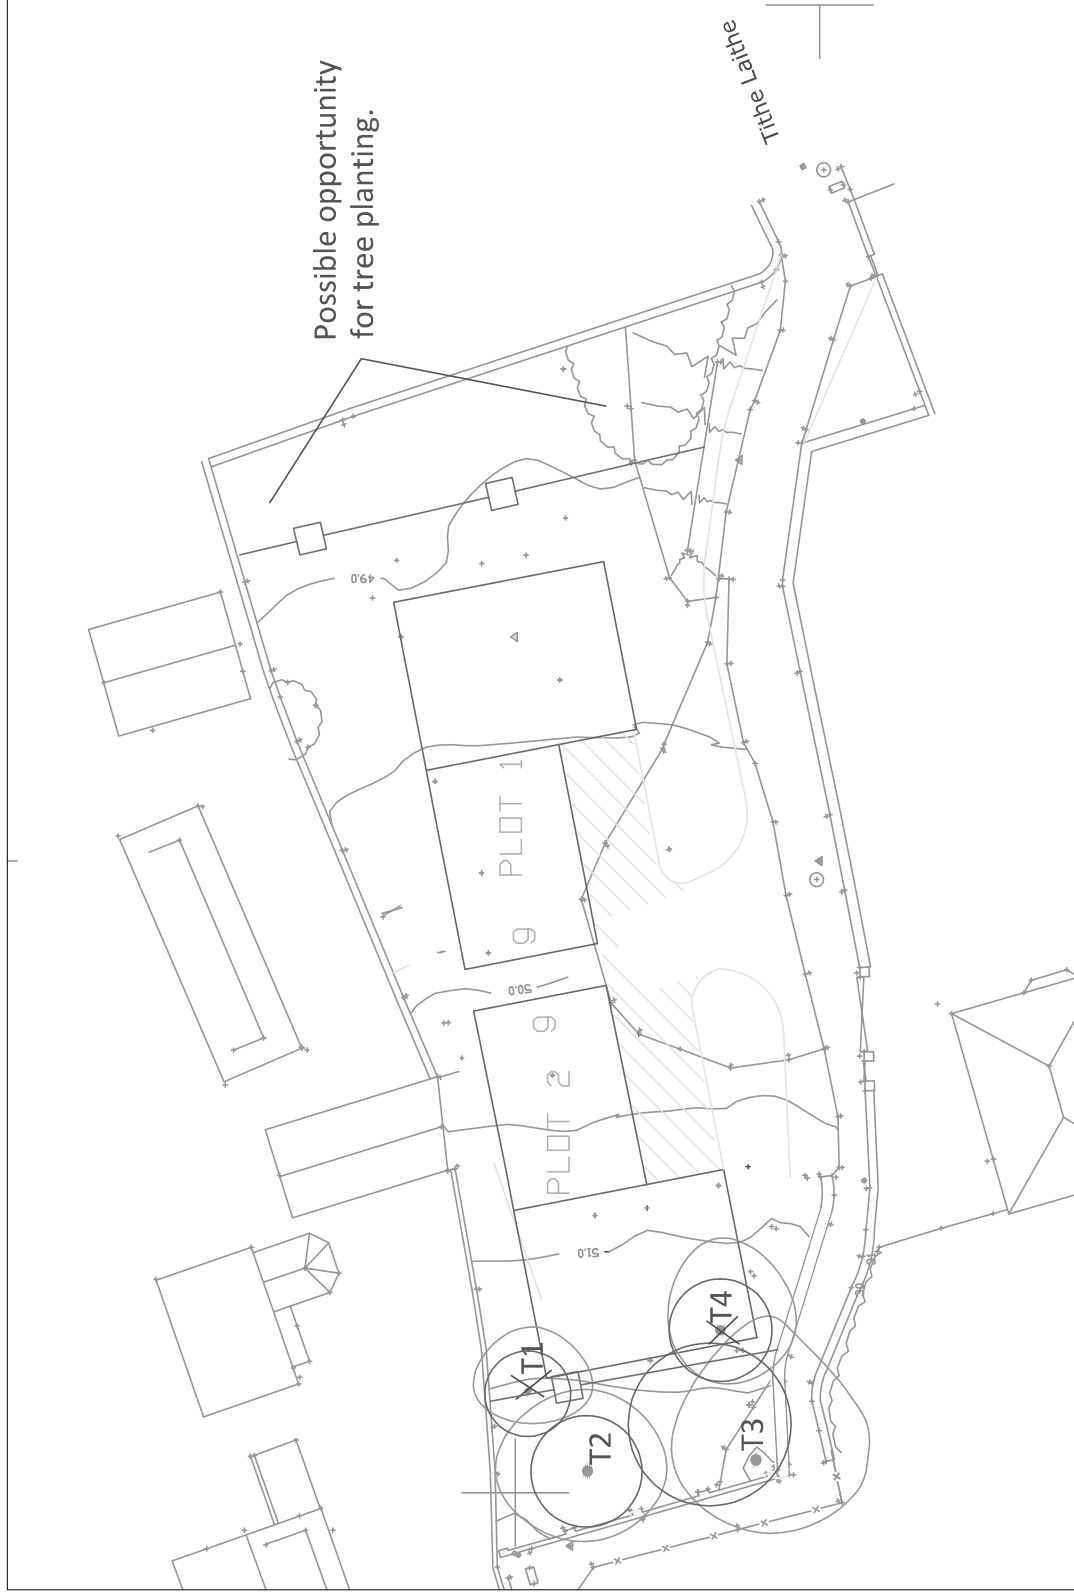 Possible opportunity
for tree planting.
Tithe Laithe
49.0
PLOT 1
9
50.0
PLOT 2
9
51.0
T1
T2
T3
T4